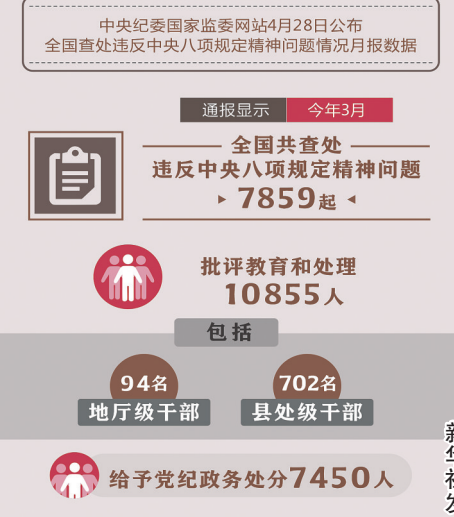 中央纪委国家监委网站4月28日公布
全国查处违反中央八项规定精神问题情况月报数据
通报显示 今年3月
全国共查处
违反中央八项规定精神问题
7859起
批评教育和处理
10855人
包括
94名 702名
地厅级干部 县处级干部
给予党纪政务处分7450人
新华社发